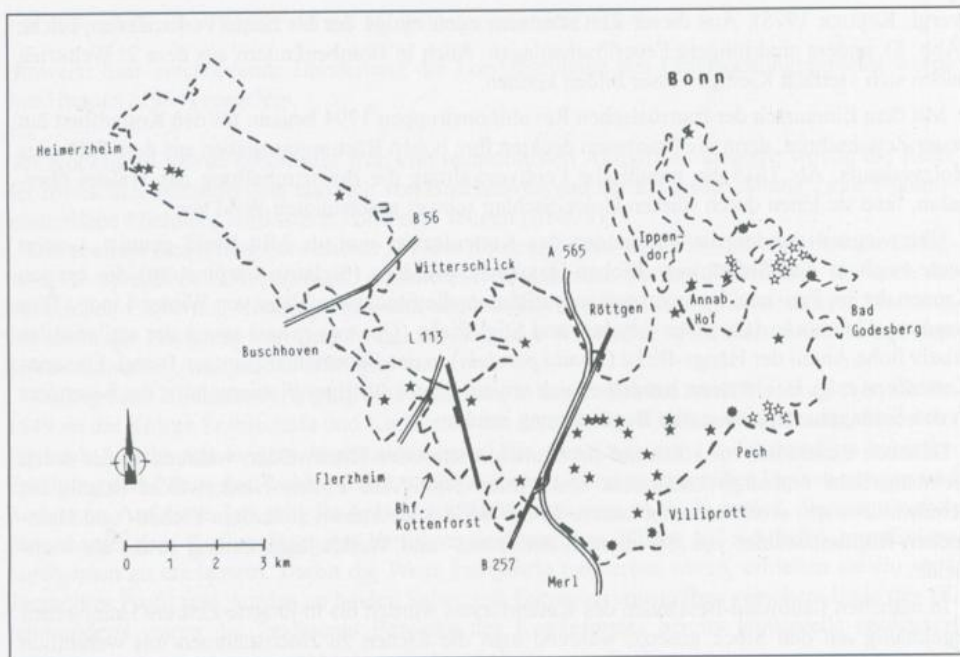 Bonn
Heimerzheim
B 56
Witterschlick
A 565
Ippen-
dorf
Röttgen
Annab.
Hof
Bad
Godesberg
Buschhoven
L 113
Pech
Flerzheim
Bhf.
Kottenforst
Villiprott
B 257
Merl
N
0 1 2 3
km